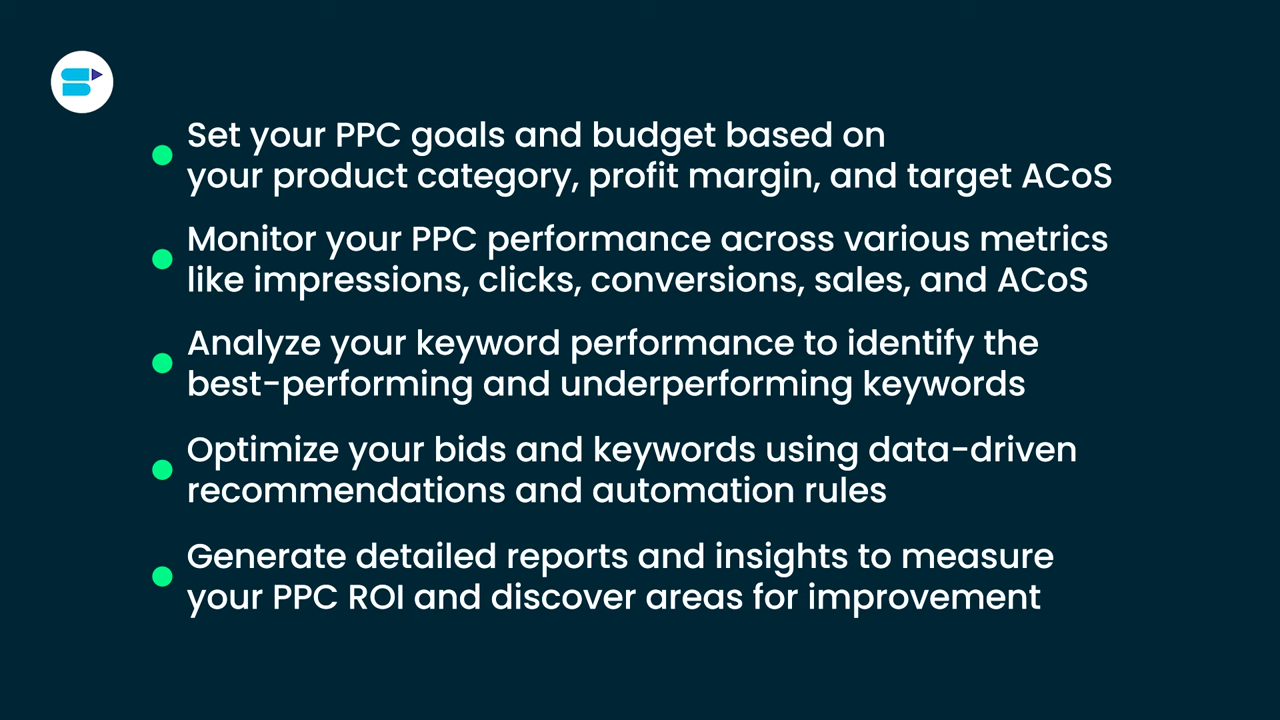 Set your PPC goals and budget based on
your product category, profit margin, and target ACoS
Monitor your PPC performance across various metrics
like impressions, clicks, conversions, sales, and ACoS
Analyze your keyword performance to identify the
best-performing and underperforming keywords
Optimize your bids and keywords using data-driven
recommendations and automation rules
Generate detailed reports and insights to measure
your PPC ROI and discover areas for improvement